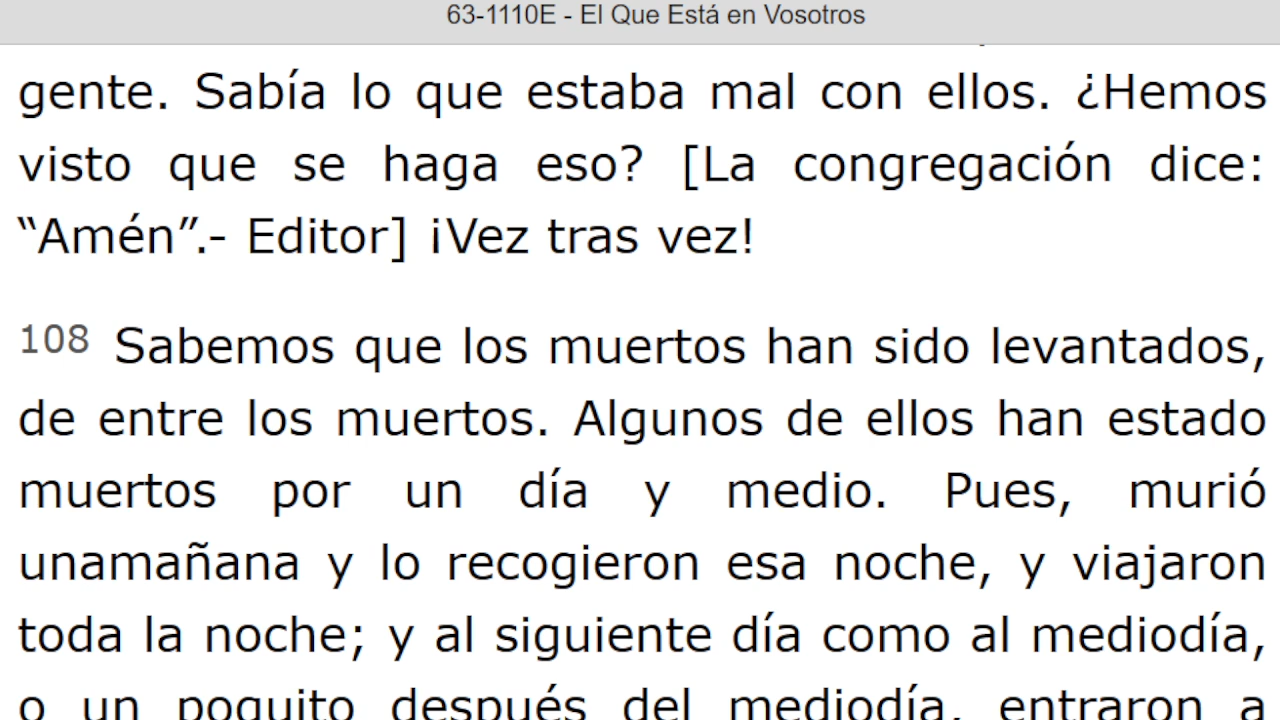 63-1110E - El Que Está en Vosotros
gente. Sabía lo que estaba mal con ellos. ¿Hemos
visto que se haga eso? [La congregación dice:
“Amén”.- Editor] ¡Vez tras vez!
108 Sabemos que los muertos han sido levantados,
de entre los muertos. Algunos de ellos han estado
muertos por un día y medio. Pues, murió
unamañana y lo recogieron esa noche, y viajaron
toda la noche; y al siguiente día como al mediodía,
o un poquito después del mediodía, entraron a